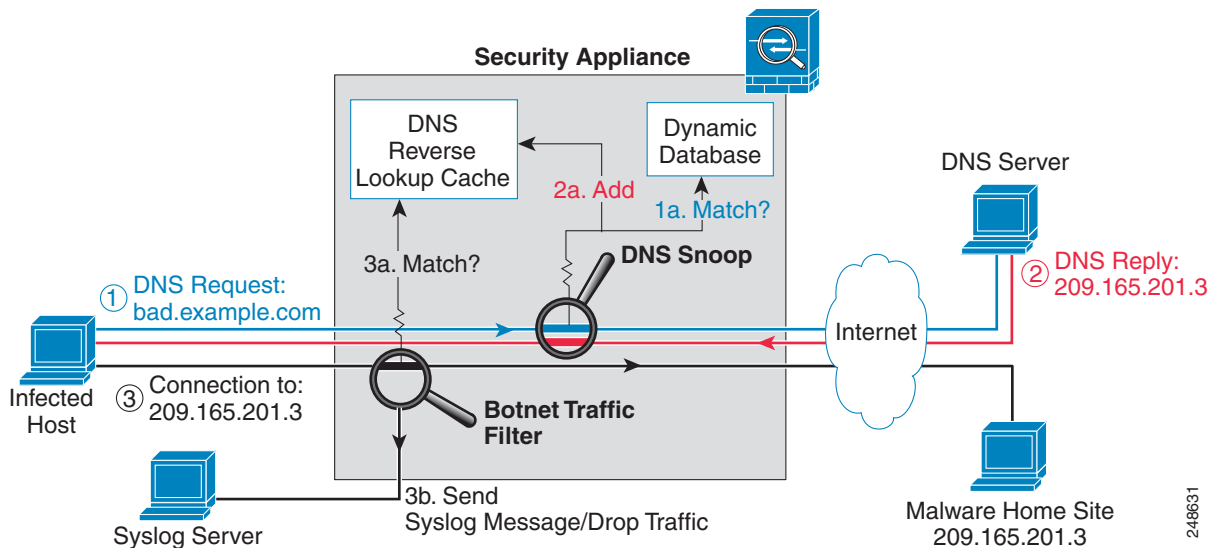 Security Appliance
DNS
Reverse
Lookup Cache
Dynamic
Database
DNS Server
2a. Add
1a. Match?
3a. Match?
DNS Snoop
① DNS Request:
bad.example.com
② DNS Reply:
209.165.201.3
Internet
Infected
Host
③ Connection to:
209.165.201.3
Botnet Traffic
Filter
3b. Send
Syslog Message/Drop Traffic
Syslog Server
Malware Home Site
209.165.201.3
248631